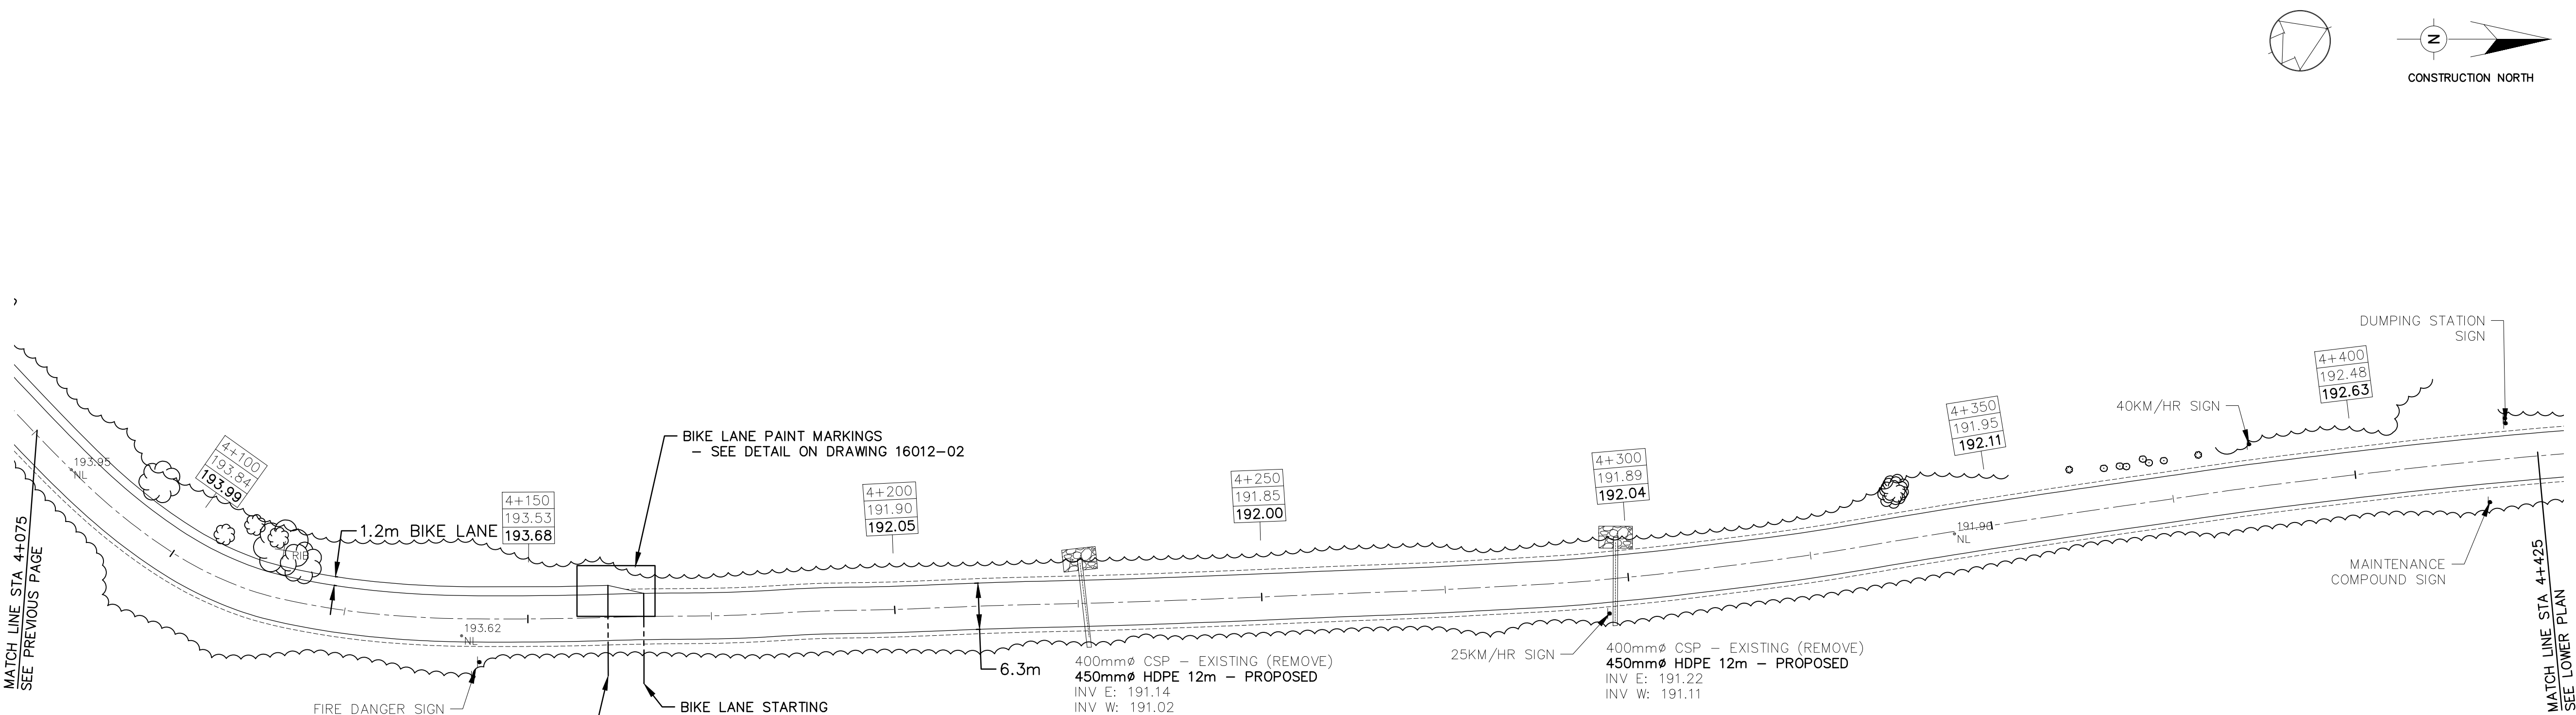 N
CONSTRUCTION NORTH
MATCH LINE STA 4+075
SEE PREVIOUS PAGE
193.95
NL
4+100
193.84
193.99
1.2m BIKE LANE
4+150
193.53
193.68
BIKE LANE PAINT MARKINGS
– SEE DETAIL ON DRAWING 16012-02
193.62
NL
FIRE DANGER SIGN
BIKE LANE STARTING
4+200
191.90
192.05
6.3m
4+250
191.85
192.00
400mmø CSP – EXISTING (REMOVE)
450mmø HDPE 12m – PROPOSED
INV E: 191.14
INV W: 191.02
4+300
191.89
192.04
25KM/HR SIGN
400mmø CSP – EXISTING (REMOVE)
450mmø HDPE 12m – PROPOSED
INV E: 191.22
INV W: 191.11
4+350
191.95
192.11
NL
40KM/HR SIGN
4+400
192.48
192.63
DUMPING STATION
SIGN
MAINTENANCE
COMPOUND SIGN
MATCH LINE STA 4+425
SEE LOWER PLAN